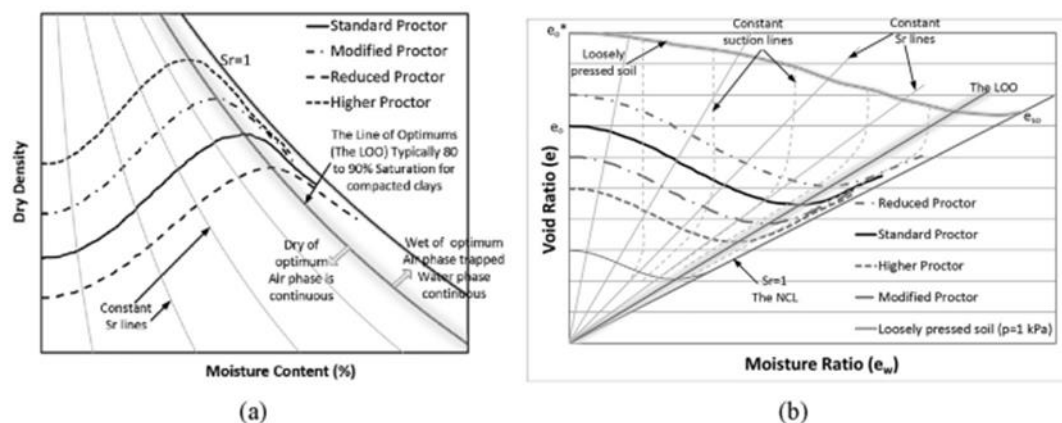 (a)
Standard Proctor
Modified Proctor
Reduced Proctor
Higher Proctor
Sr=1
The Line of Optimums
(The LOO) Typically 80
to 90% Saturation for
compacted clays
Dry of
optimum
Air phase is
continuous
Wet of optimum
Air phase trapped
Water phase
continuous
Constant
Sr lines
Dry Density
Moisture Content (%)
(a)
(b)
e₀*
Loosely
pressed soil
Constant
suction lines
Constant
Sr lines
The LOO
e₀
Reduced Proctor
Standard Proctor
Higher Proctor
Modified Proctor
Loosely pressed soil (p=1 kPa)
Sr=1
The NCL
Void Ratio (e)
Moisture Ratio (e_w)
(b)